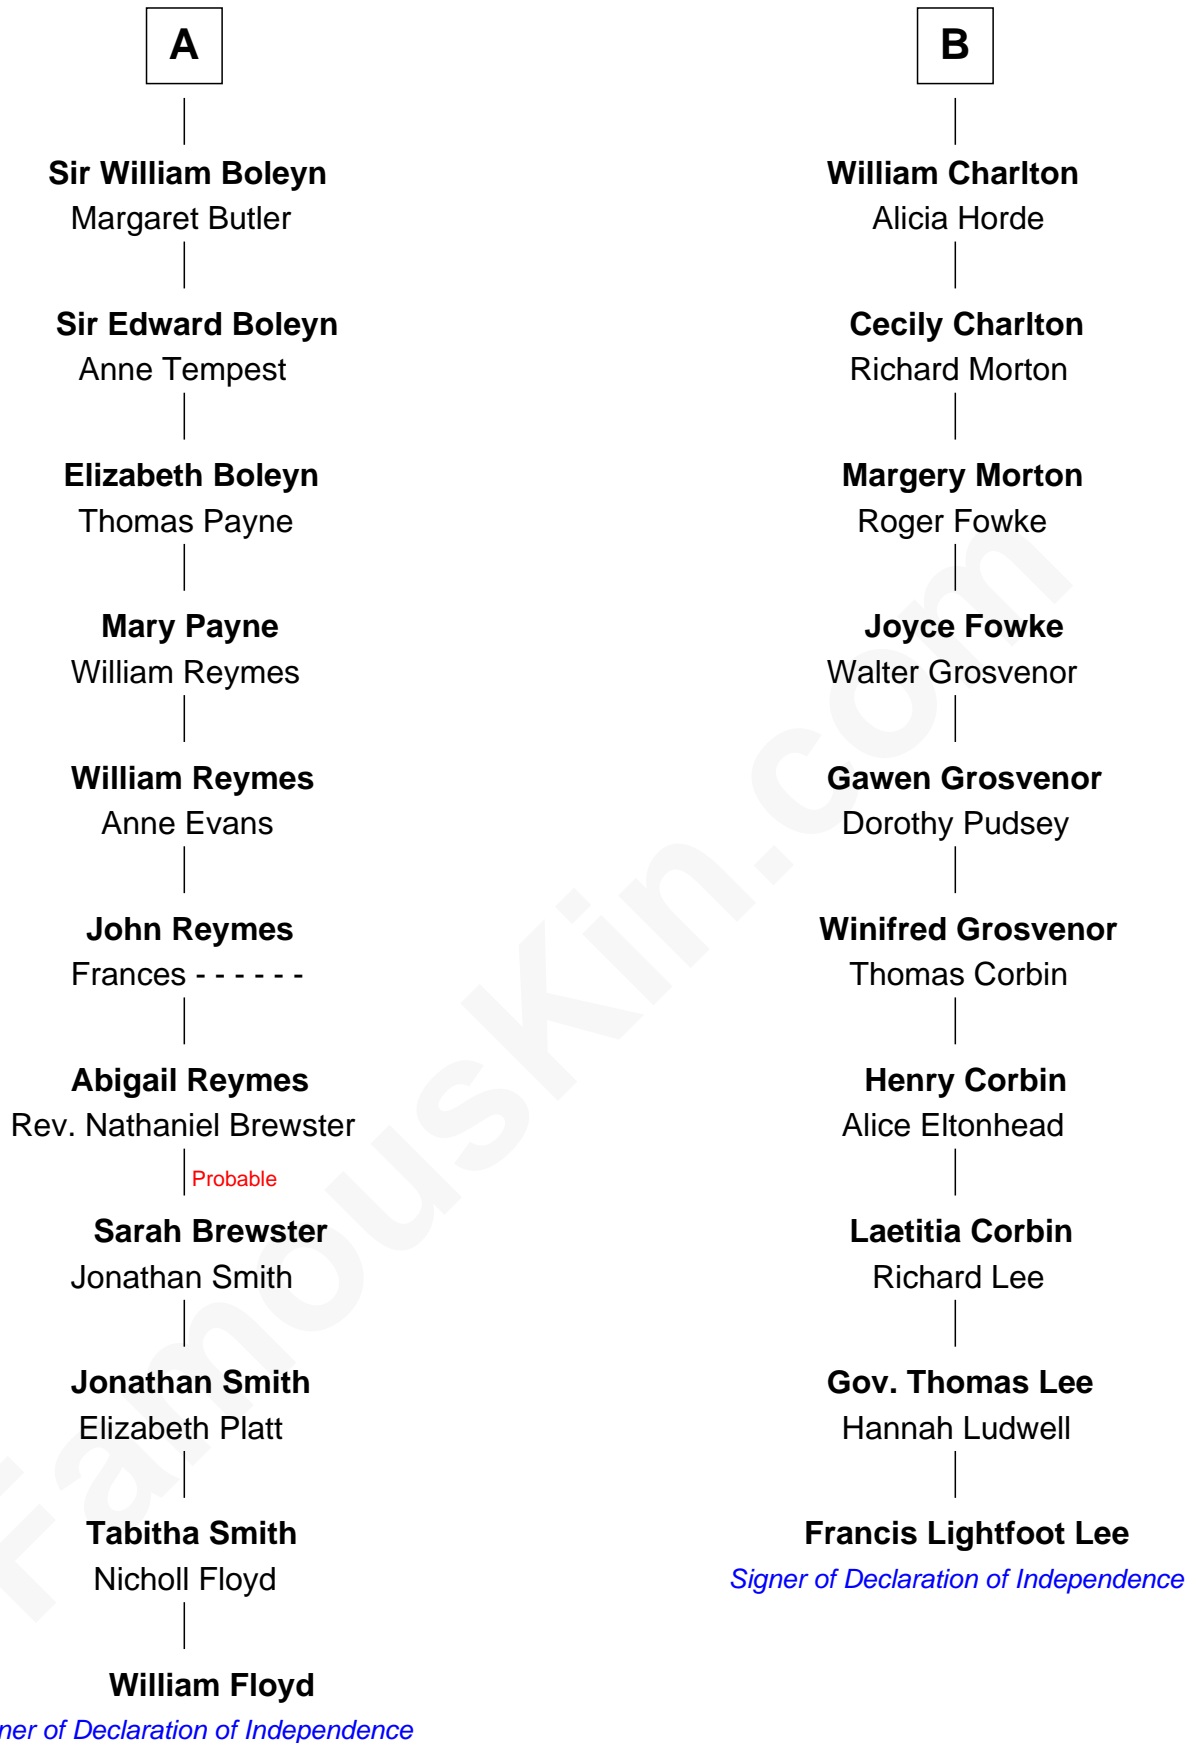 A
Sir William Boleyn
Margaret Butler
Sir Edward Boleyn
Anne Tempest
Elizabeth Boleyn
Thomas Payne
Mary Payne
William Reymes
William Reymes
Anne Evans
John Reymes
Frances - - - - - -
Abigail Reymes
Rev. Nathaniel Brewster
Probable
Sarah Brewster
Jonathan Smith
Jonathan Smith
Elizabeth Platt
Tabitha Smith
Nicholl Floyd
William Floyd
ner of Declaration of Independence
B
William Charlton
Alicia Horde
Cecily Charlton
Richard Morton
Margery Morton
Roger Fowke
Joyce Fowke
Walter Grosvenor
Gawen Grosvenor
Dorothy Pudsey
Winifred Grosvenor
Thomas Corbin
Henry Corbin
Alice Eltonhead
Laetitia Corbin
Richard Lee
Gov. Thomas Lee
Hannah Ludwell
Francis Lightfoot Lee
Signer of Declaration of Independence
FamousKin.com